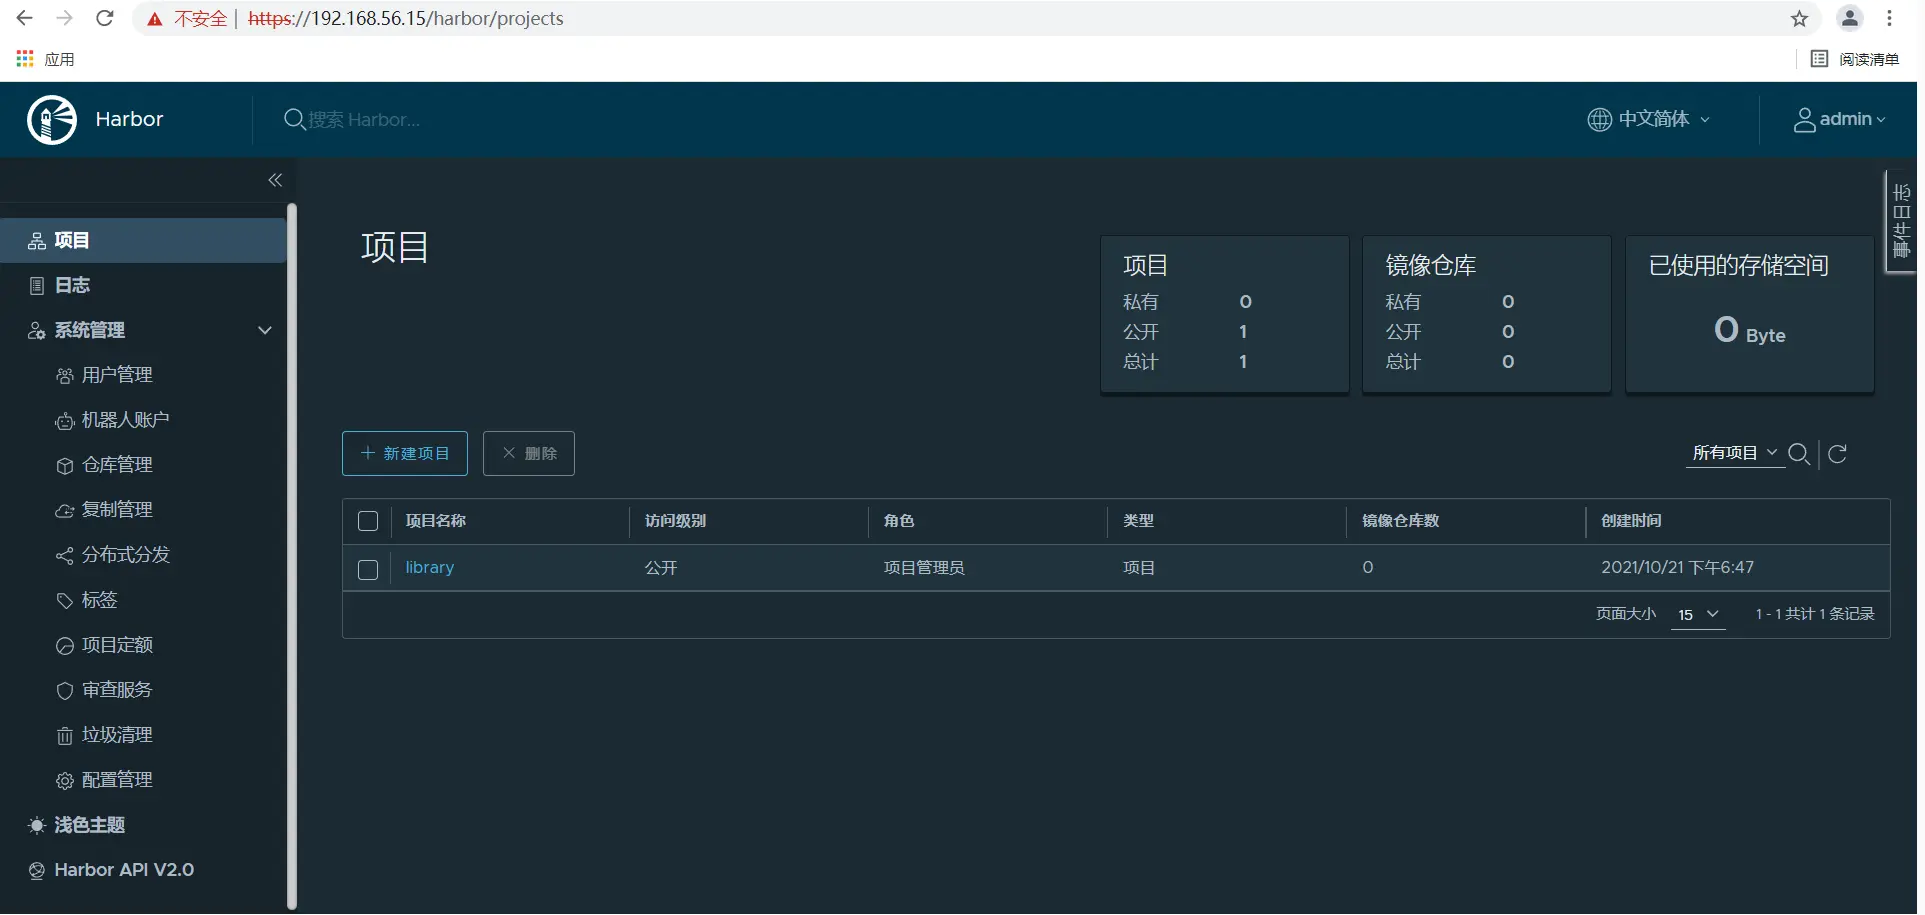 不安全 | https://192.168.56.15/harbor/projects
应用
阅读清单
Harbor
搜索 Harbor...
中文简体
admin
项目
日志
系统管理
用户管理
机器人账户
仓库管理
复制管理
分布式分发
标签
项目定额
审查服务
垃圾清理
配置管理
浅色主题
Harbor API V2.0
项目
项目
私有 0
公开 1
总计 1
镜像仓库
私有 0
公开 0
总计 0
已使用的存储空间
0 Byte
事件日志
+ 新建项目
× 删除
所有项目
项目名称 访问级别 角色 类型 镜像仓库数 创建时间
library 公开 项目管理员 项目 0 2021/10/21 下午6:47
页面大小 15 1 - 1 共计 1 条记录